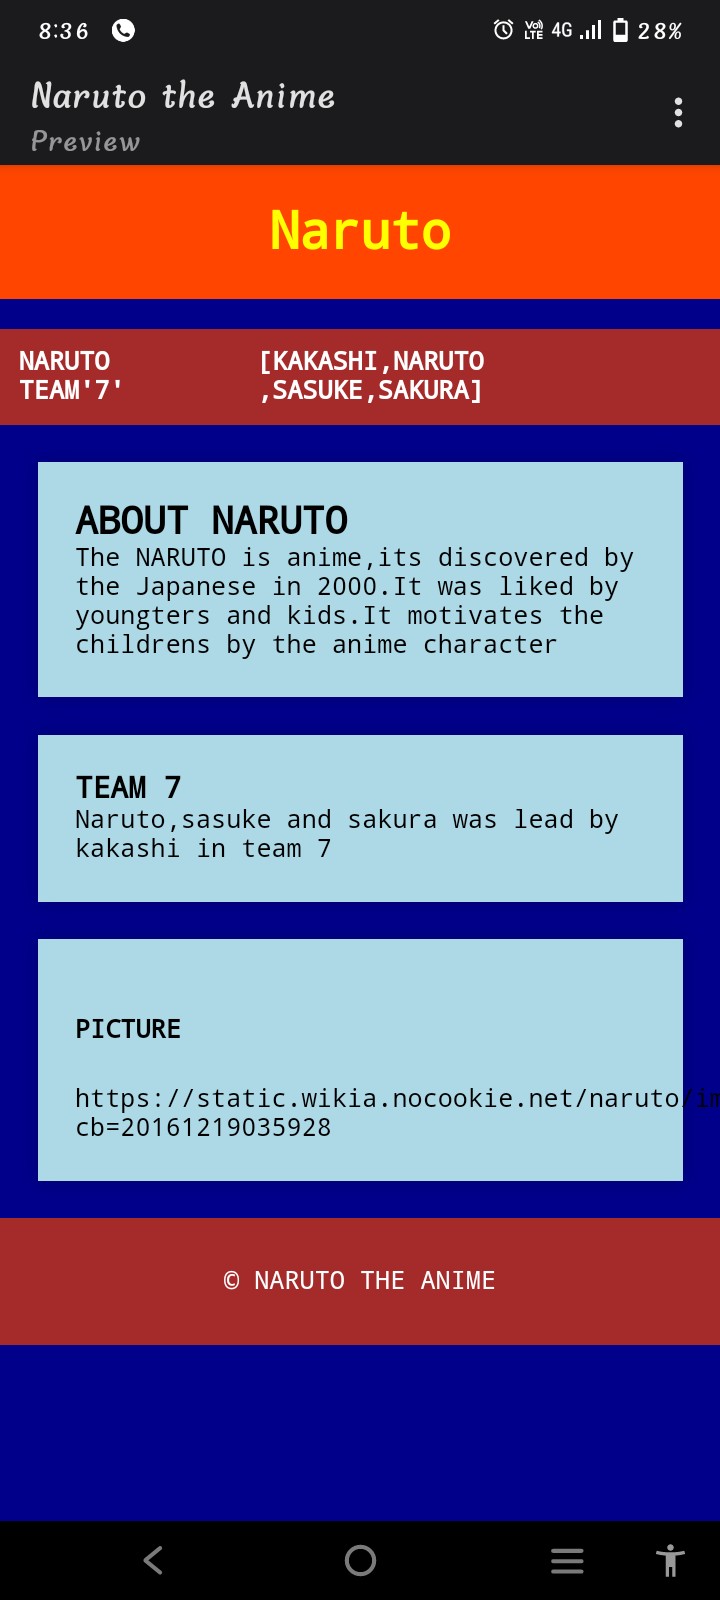 8:36 Vo) LTE 4G 28%
Naruto the Anime
Preview
Naruto
NARUTO [KAKASHI,NARUTO
TEAM'7' ,SASUKE,SAKURA]
ABOUT NARUTO
The NARUTO is anime,its discovered by
the Japanese in 2000.It was liked by
youngters and kids.It motivates the
childrens by the anime character
TEAM 7
Naruto,sasuke and sakura was lead by
kakashi in team 7
PICTURE
https://static.wikia.nocookie.net/naruto/im
cb=20161219035928
© NARUTO THE ANIME